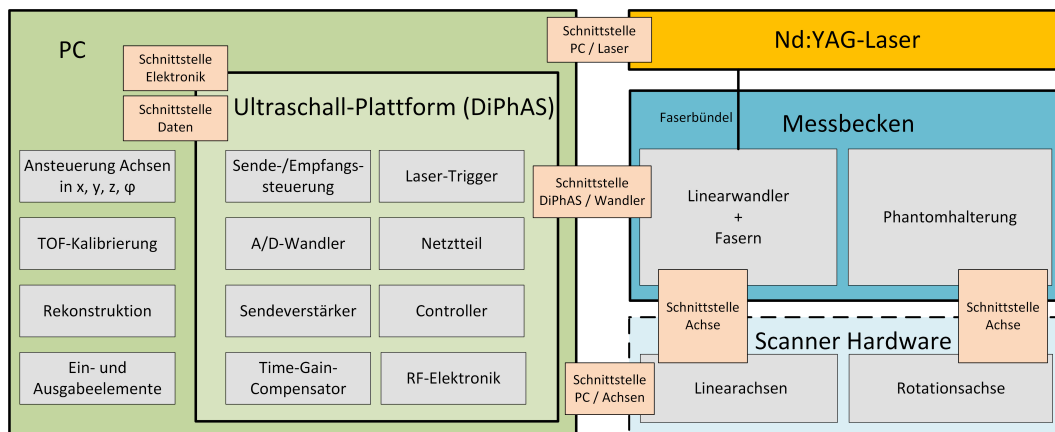 PC
Schnittstelle
Elektronik
Schnittstelle
Daten
Ultraschall-Plattform (DiPhAS)
Ansteuerung Achsen
in x, y, z, φ
TOF-Kalibrierung
Rekonstruktion
Ein- und
Ausgabeelemente
Sende-/Empfangs-
steuerung
Laser-Trigger
A/D-Wandler
Netztteil
Sendeverstärker
Controller
Time-Gain-
Compensator
RF-Elektronik
Schnittstelle
PC / Laser
Nd:YAG-Laser
Faserbündel
Messbecken
Schnittstelle
DiPhAS / Wandler
Linearwandler
+
Fasern
Phantomhalterung
Schnittstelle
Achse
Schnittstelle
Achse
Scanner Hardware
Schnittstelle
PC / Achsen
Linearachsen
Rotationsachse